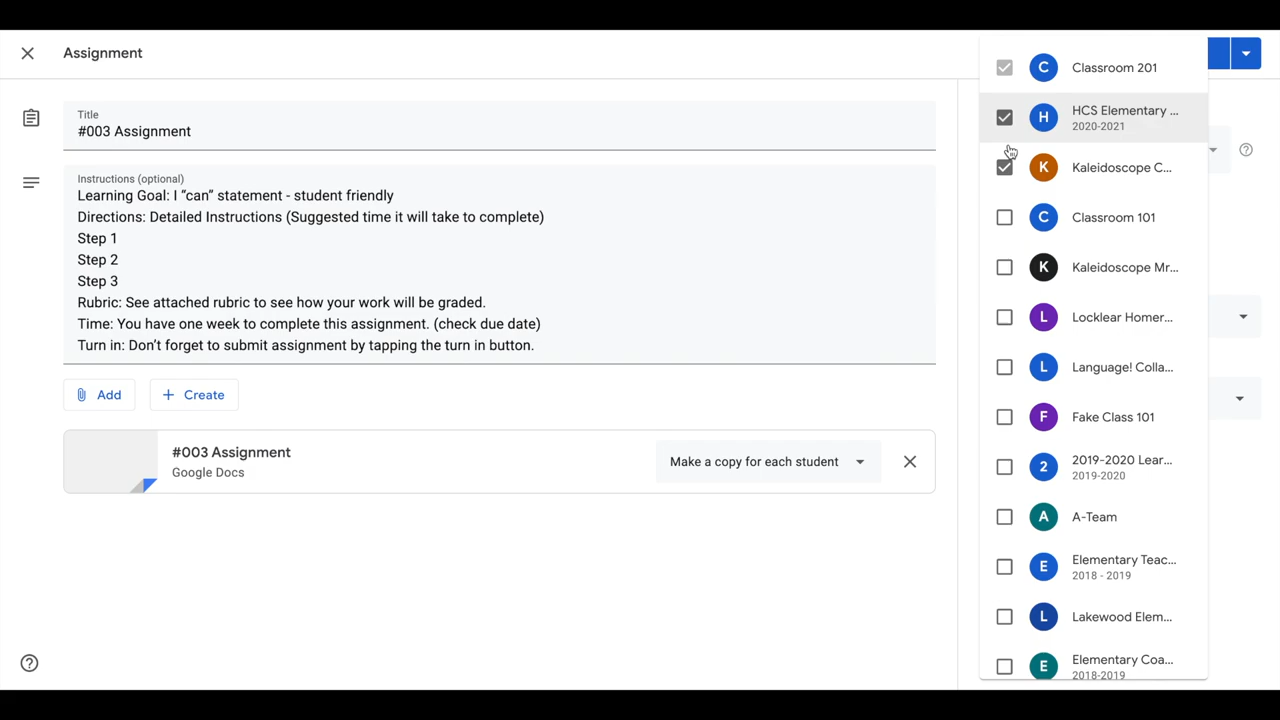 Assignment
Title
#003 Assignment
Instructions (optional)
Learning Goal: I “can” statement - student friendly
Directions: Detailed Instructions (Suggested time it will take to complete)
Step 1
Step 2
Step 3
Rubric: See attached rubric to see how your work will be graded.
Time: You have one week to complete this assignment. (check due date)
Turn in: Don’t forget to submit assignment by tapping the turn in button.
Add
Create
#003 Assignment
Google Docs
Make a copy for each student
C Classroom 201
H HCS Elementary ...
2020-2021
K Kaleidoscope C...
C Classroom 101
K Kaleidoscope Mr...
L Locklear Homer...
L Language! Colla...
F Fake Class 101
2 2019-2020 Lear...
2019-2020
A A-Team
E Elementary Teac...
2018 - 2019
L Lakewood Elem...
E Elementary Coa...
2018-2019